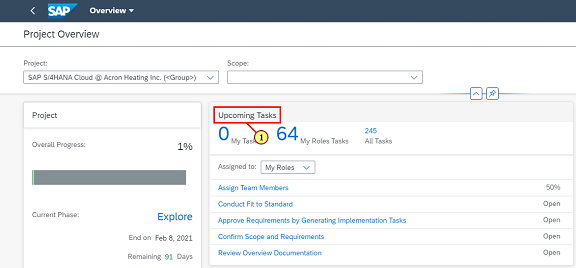 SAP Overview
Project Overview
Project:
Scope:
SAP S/4HANA Cloud @ Acron Heating Inc. (<Group>)
Project
Overall Progress:
1%
Current Phase:
Explore
End on Feb 8, 2021
Remaining 91 Days
Upcoming Tasks
0 My Tas
1
64 My Roles Tasks
245
All Tasks
Assigned to: My Roles
Assign Team Members 50%
Conduct Fit to Standard Open
Approve Requirements by Generating Implementation Tasks Open
Confirm Scope and Requirements Open
Review Overview Documentation Open